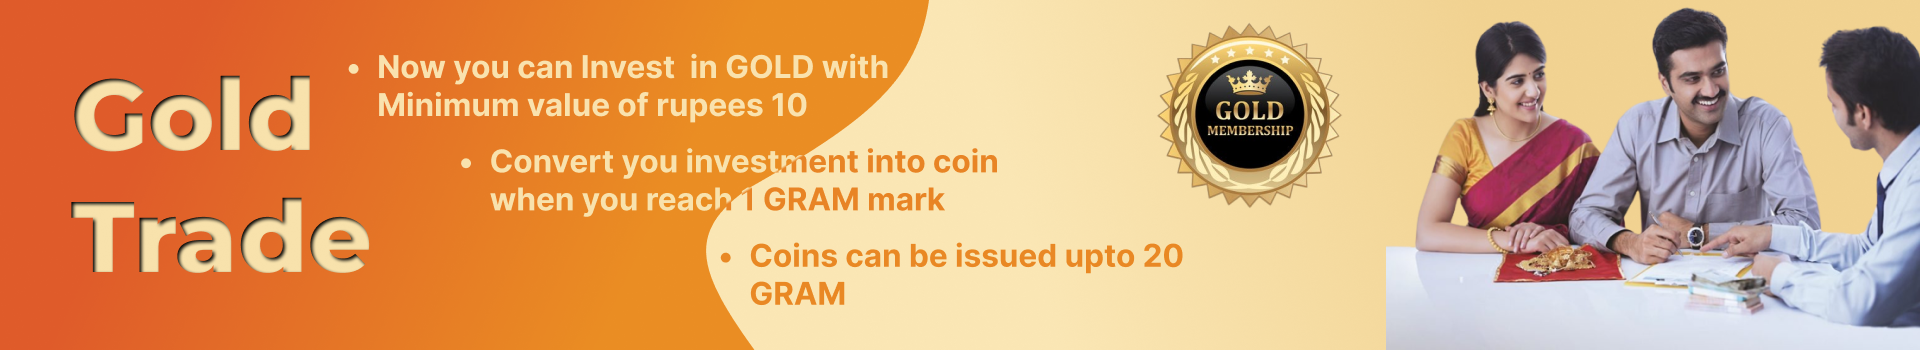 Gold
Trade
• Now you can Invest  in GOLD with
Minimum value of rupees 10
• Convert you investment into coin
when you reach 1 GRAM mark
• Coins can be issued upto 20
GRAM
GOLD
MEMBERSHIP